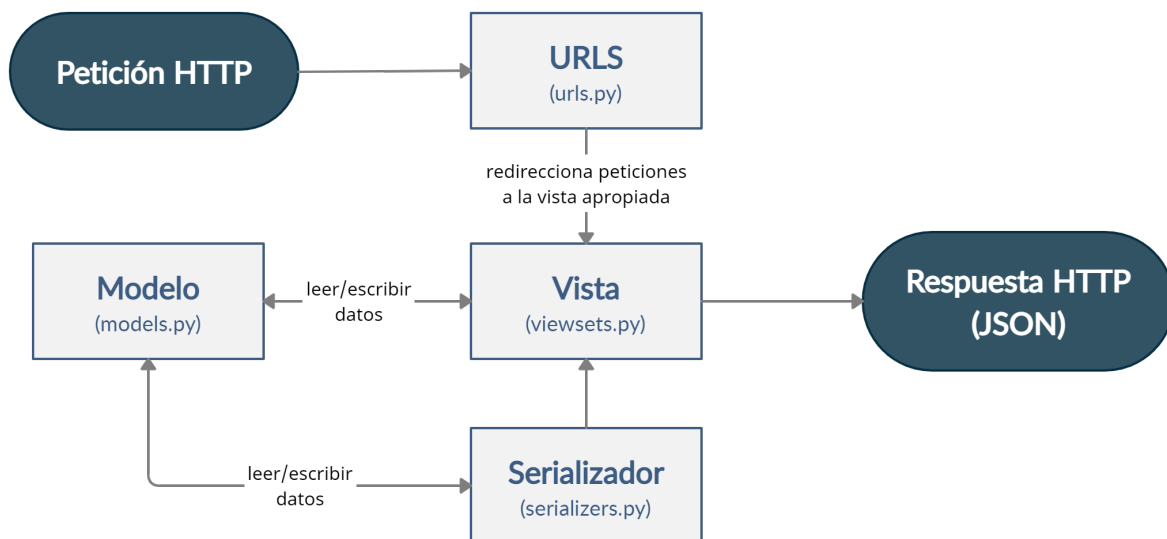 Petición HTTP
URLS
(urls.py)
redirecciona peticiones
a la vista apropiada
Modelo
(models.py)
leer/escribir
datos
Vista
(viewsets.py)
Respuesta HTTP
(JSON)
leer/escribir
datos
Serializador
(serializers.py)